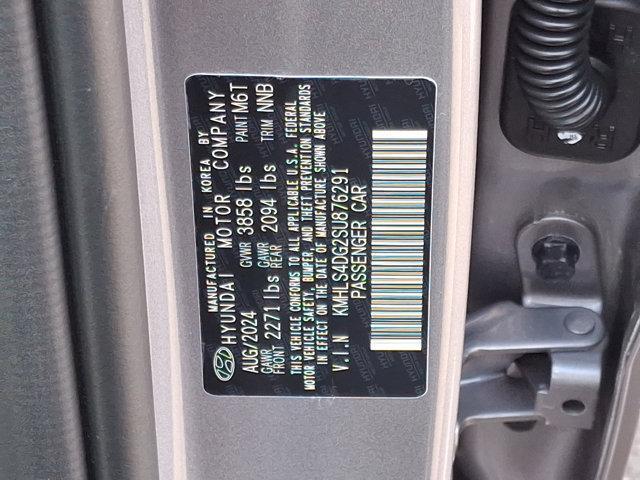 MANUFACTURED IN KOREA BY
HYUNDAI MOTOR COMPANY
AUG/2024 GVWR 3858 lbs PAINT M6T
GAWR FRONT 2271 lbs GAWR REAR 2094 lbs TRIM NNB
THIS VEHICLE CONFORMS TO ALL APPLICABLE U.S.A. FEDERAL
MOTOR VEHICLE SAFETY, BUMPER, AND THEFT PREVENTION STANDARDS
IN EFFECT ON THE DATE OF MANUFACTURE SHOWN ABOVE
V.I.N KMHLS4DG2SU876291
PASSENGER CAR